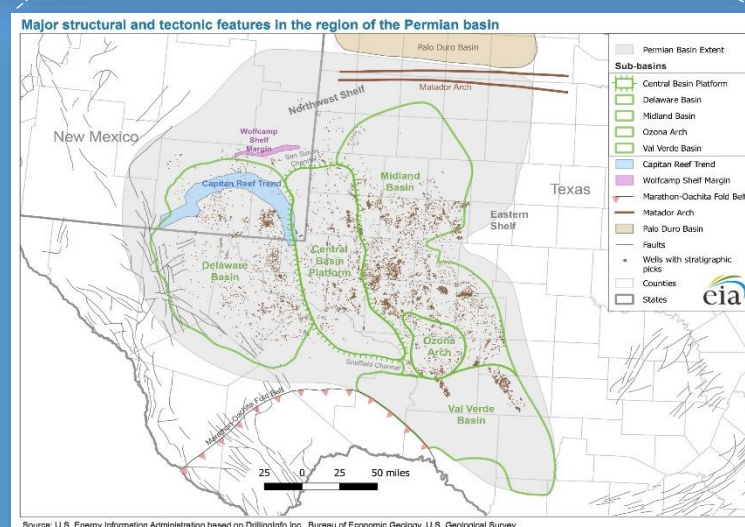 Major structural and tectonic features in the region of the Permian basin
Palo Duro Basin
Matador Arch
Northwest Shelf
New Mexico
Wolfcamp
Shelf
Margin
San Simon
Channel
Capitan Reef Trend
Midland
Basin
Texas
Eastern
Shelf
Delaware
Basin
Central
Basin
Platform
Ozona
Arch
Sheffield Channel
Val Verde
Basin
Marathon-Oachita Fold Belt
25 0 25 50 miles
Permian Basin Extent
Sub-basins
Central Basin Platform
Delaware Basin
Midland Basin
Ozona Arch
Val Verde Basin
Capitan Reef Trend
Wolfcamp Shelf Margin
Marathon-Oachita Fold Belt
Matador Arch
Palo Duro Basin
Faults
Wells with stratigraphic
picks
Counties
States
eia
Source: U.S. Energy Information Administration based on DrillingInfo Inc., Bureau of Economic Geology, U.S. Geological Survey